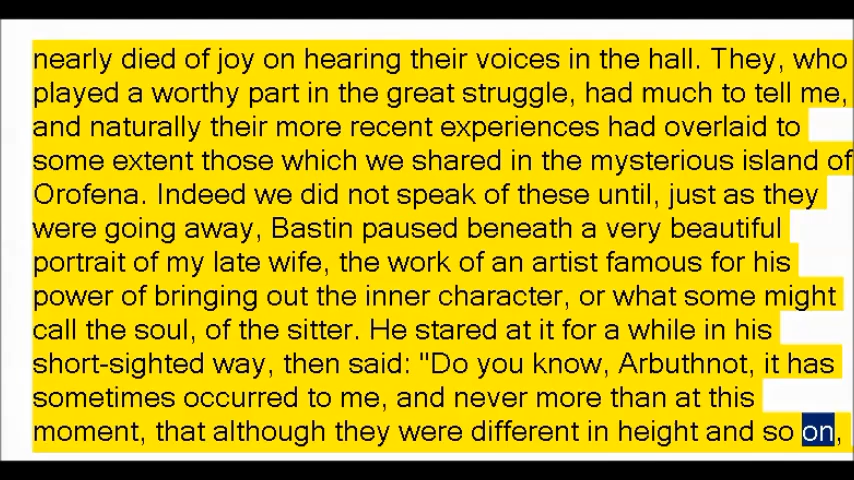 nearly died of joy on hearing their voices in the hall. They, who
played a worthy part in the great struggle, had much to tell me,
and naturally their more recent experiences had overlaid to
some extent those which we shared in the mysterious island of
Orofena. Indeed we did not speak of these until, just as they
were going away, Bastin paused beneath a very beautiful
portrait of my late wife, the work of an artist famous for his
power of bringing out the inner character, or what some might
call the soul, of the sitter. He stared at it for a while in his
short-sighted way, then said: "Do you know, Arbuthnot, it has
sometimes occurred to me, and never more than at this
moment, that although they were different in height and so on,